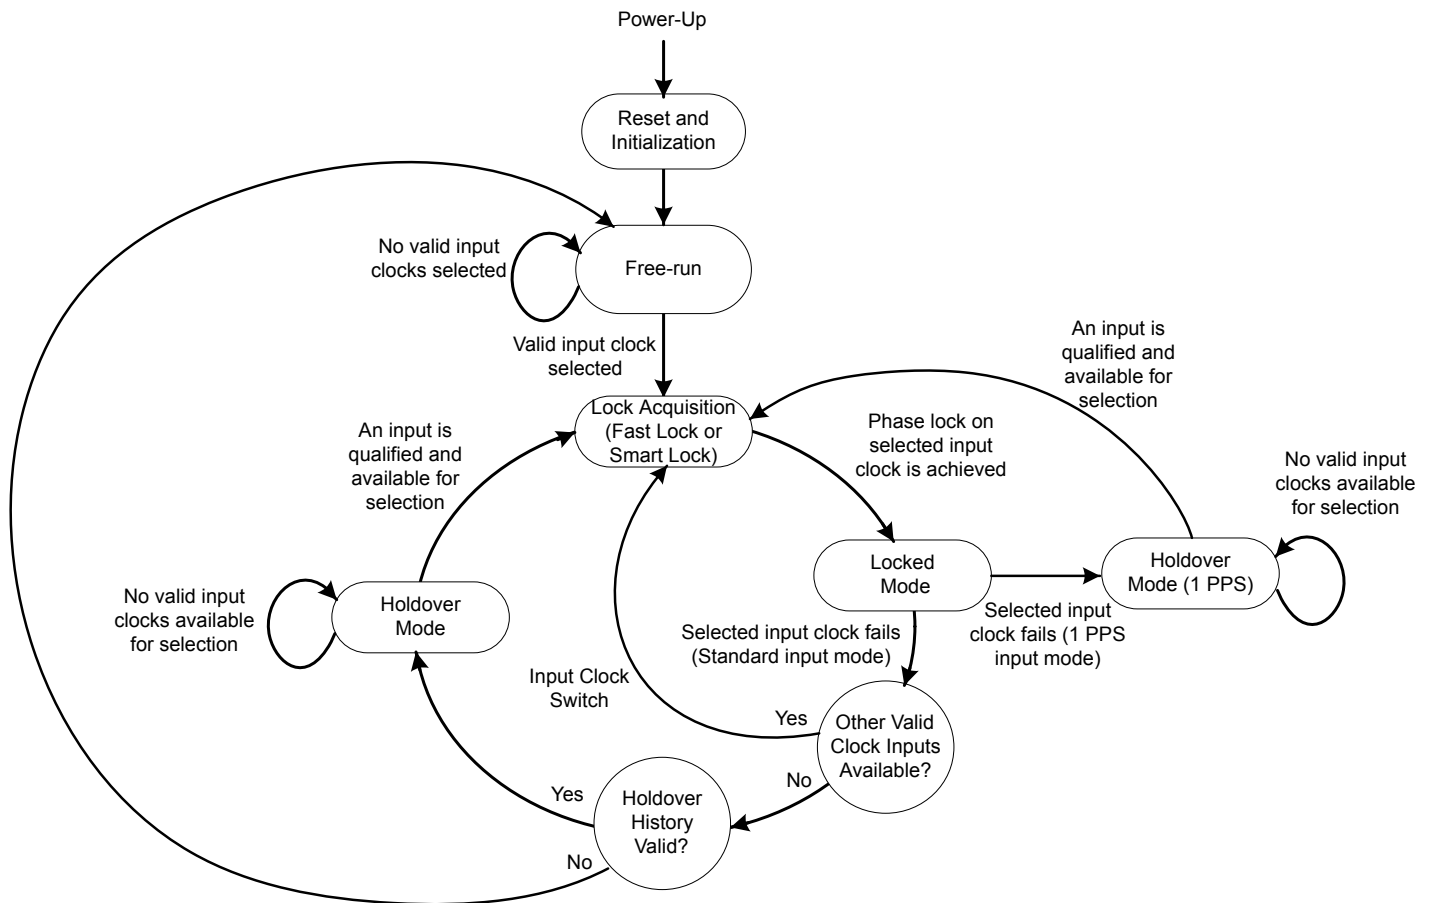 Power-Up
Reset and
Initialization
No valid input
clocks selected
Free-run
Valid input clock
selected
An input is
qualified and
available for
selection
Lock Acquisition
(Fast Lock or
Smart Lock)
Phase lock on
selected input
clock is achieved
An input is
qualified and
available for
selection
No valid input
clocks available
for selection
Locked
Mode
Holdover
Mode (1 PPS)
No valid input
clocks available
for selection
Holdover
Mode
Selected input clock fails
(Standard input mode)
Selected input
clock fails (1 PPS
input mode)
Input Clock
Switch
Yes
Other Valid
Clock Inputs
Available?
No
Yes
Holdover
History
Valid?
No